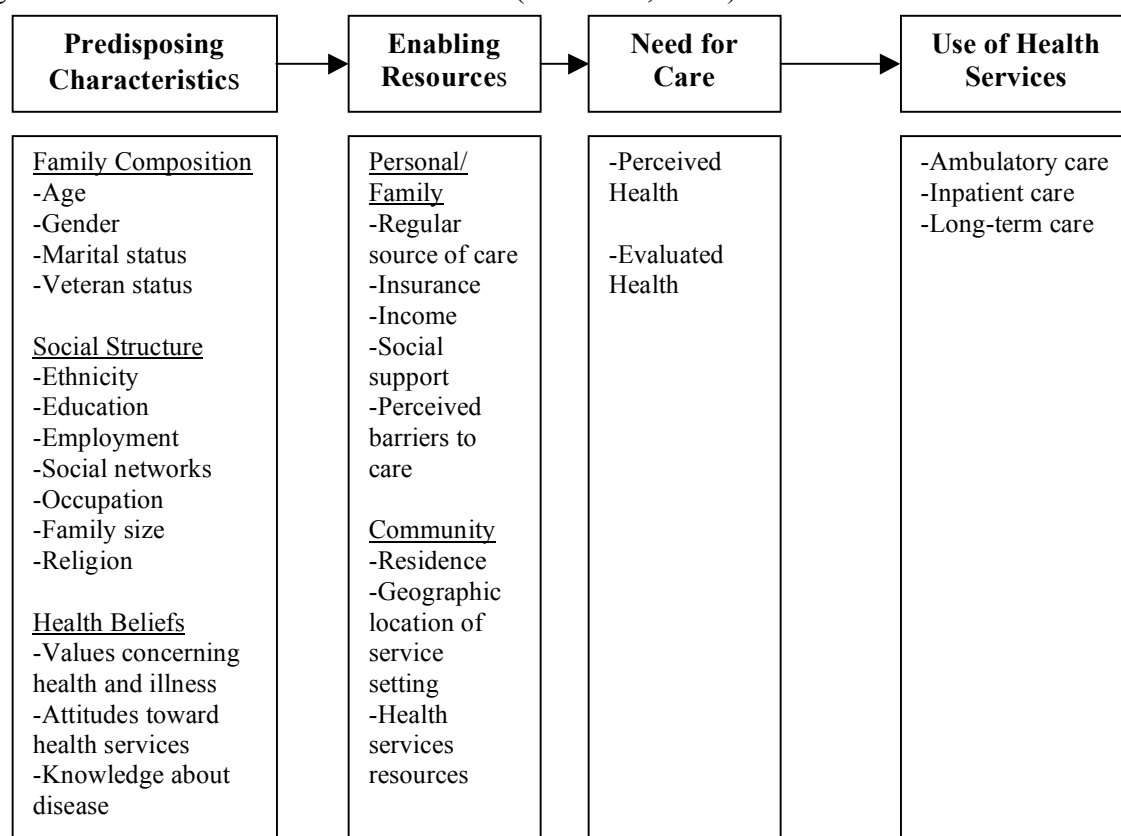 Predisposing
Characteristics
Enabling
Resources
Need for
Care
Use of Health
Services
Family Composition
-Age
-Gender
-Marital status
-Veteran status
Social Structure
-Ethnicity
-Education
-Employment
-Social networks
-Occupation
-Family size
-Religion
Health Beliefs
-Values concerning
health and illness
-Attitudes toward
health services
-Knowledge about
disease
Personal/
Family
-Regular
source of care
-Insurance
-Income
-Social
support
-Perceived
barriers to
care
Community
-Residence
-Geographic
location of
service
setting
-Health
services
resources
-Perceived
Health
-Evaluated
Health
-Ambulatory care
-Inpatient care
-Long-term care